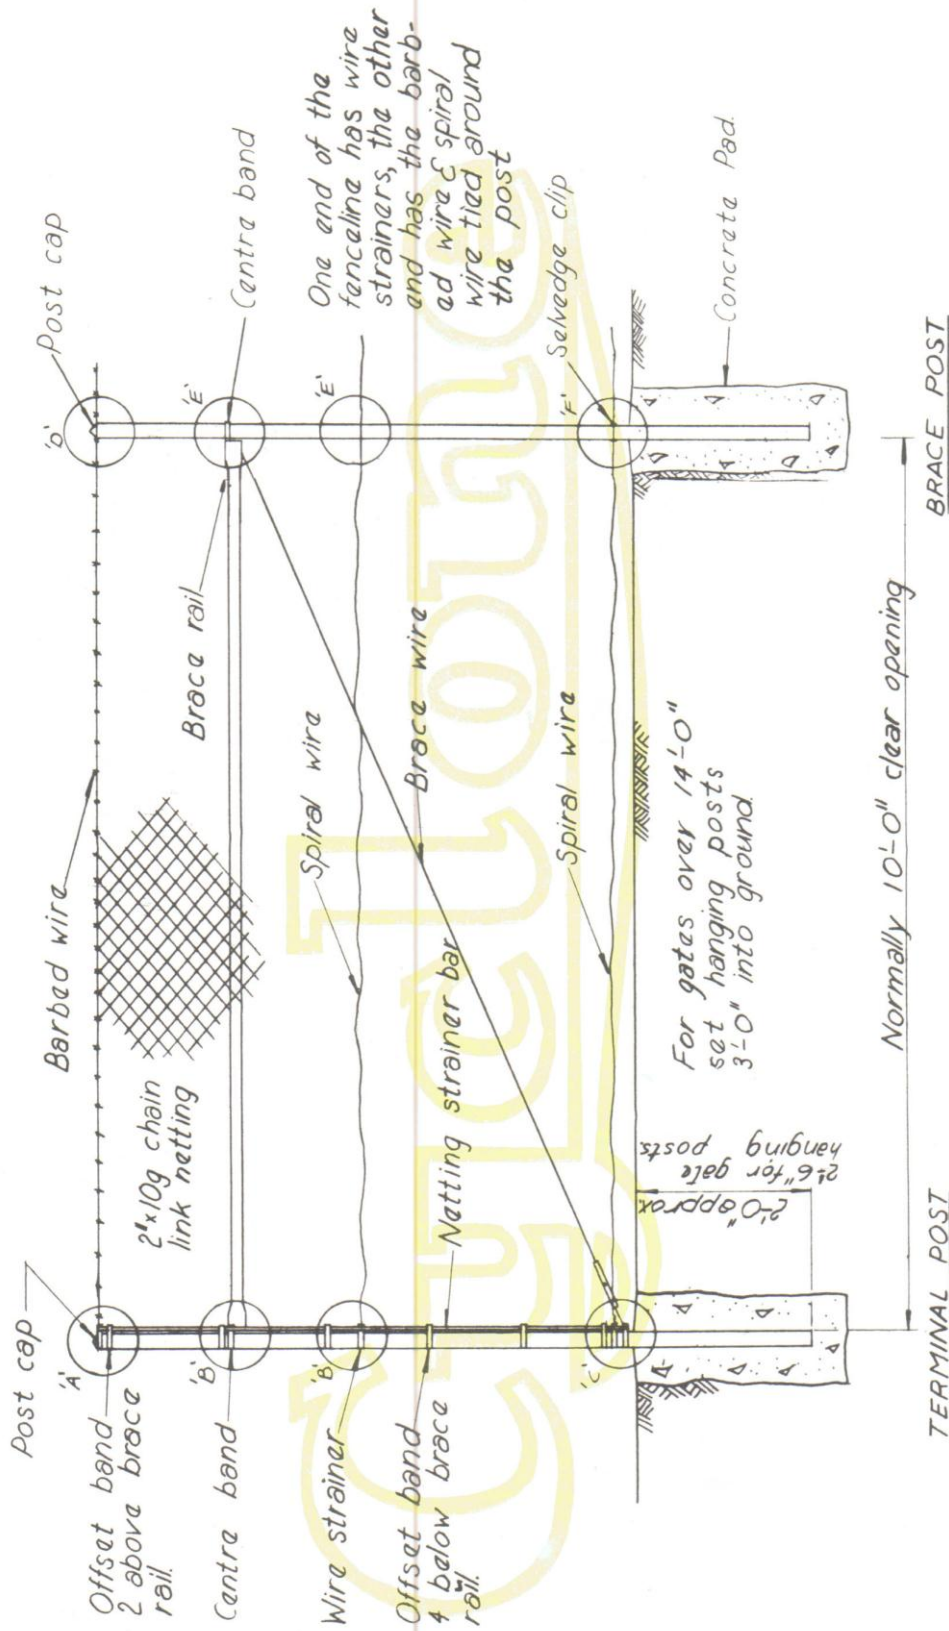 Post cap
Barbed wire
Post cap
'A'
'D'
Offset band
2 above brace
rail.
2"x10g chain
link netting
Brace rail
'E'
Centre band
'B'
Centre band
Spiral wire
'E'
One end of the
fenceline has wire
strainers, the other
end has the barb-
ed wire & spiral
wire tied around
the post
'B'
Wire strainer
Brace wire
Offset band
4 below brace
rail.
Netting strainer bar
Spiral wire
'C'
'F'
Selvedge clip
2'-0" approx
2'-6" for gate
hanging posts
For gates over 14'-0"
set hanging posts
3'-0" into ground.
Concrete Pad.
Normally 10'-0" clear opening
TERMINAL POST
BRACE POST
Cyclone